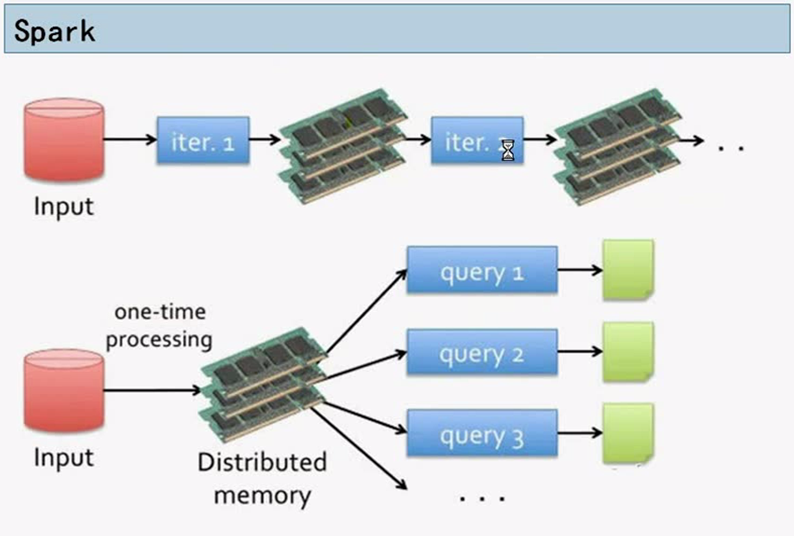 Spark
iter. 1
iter.
. .
Input
query 1
one-time
processing
query 2
Input
query 3
Distributed
memory
. . .